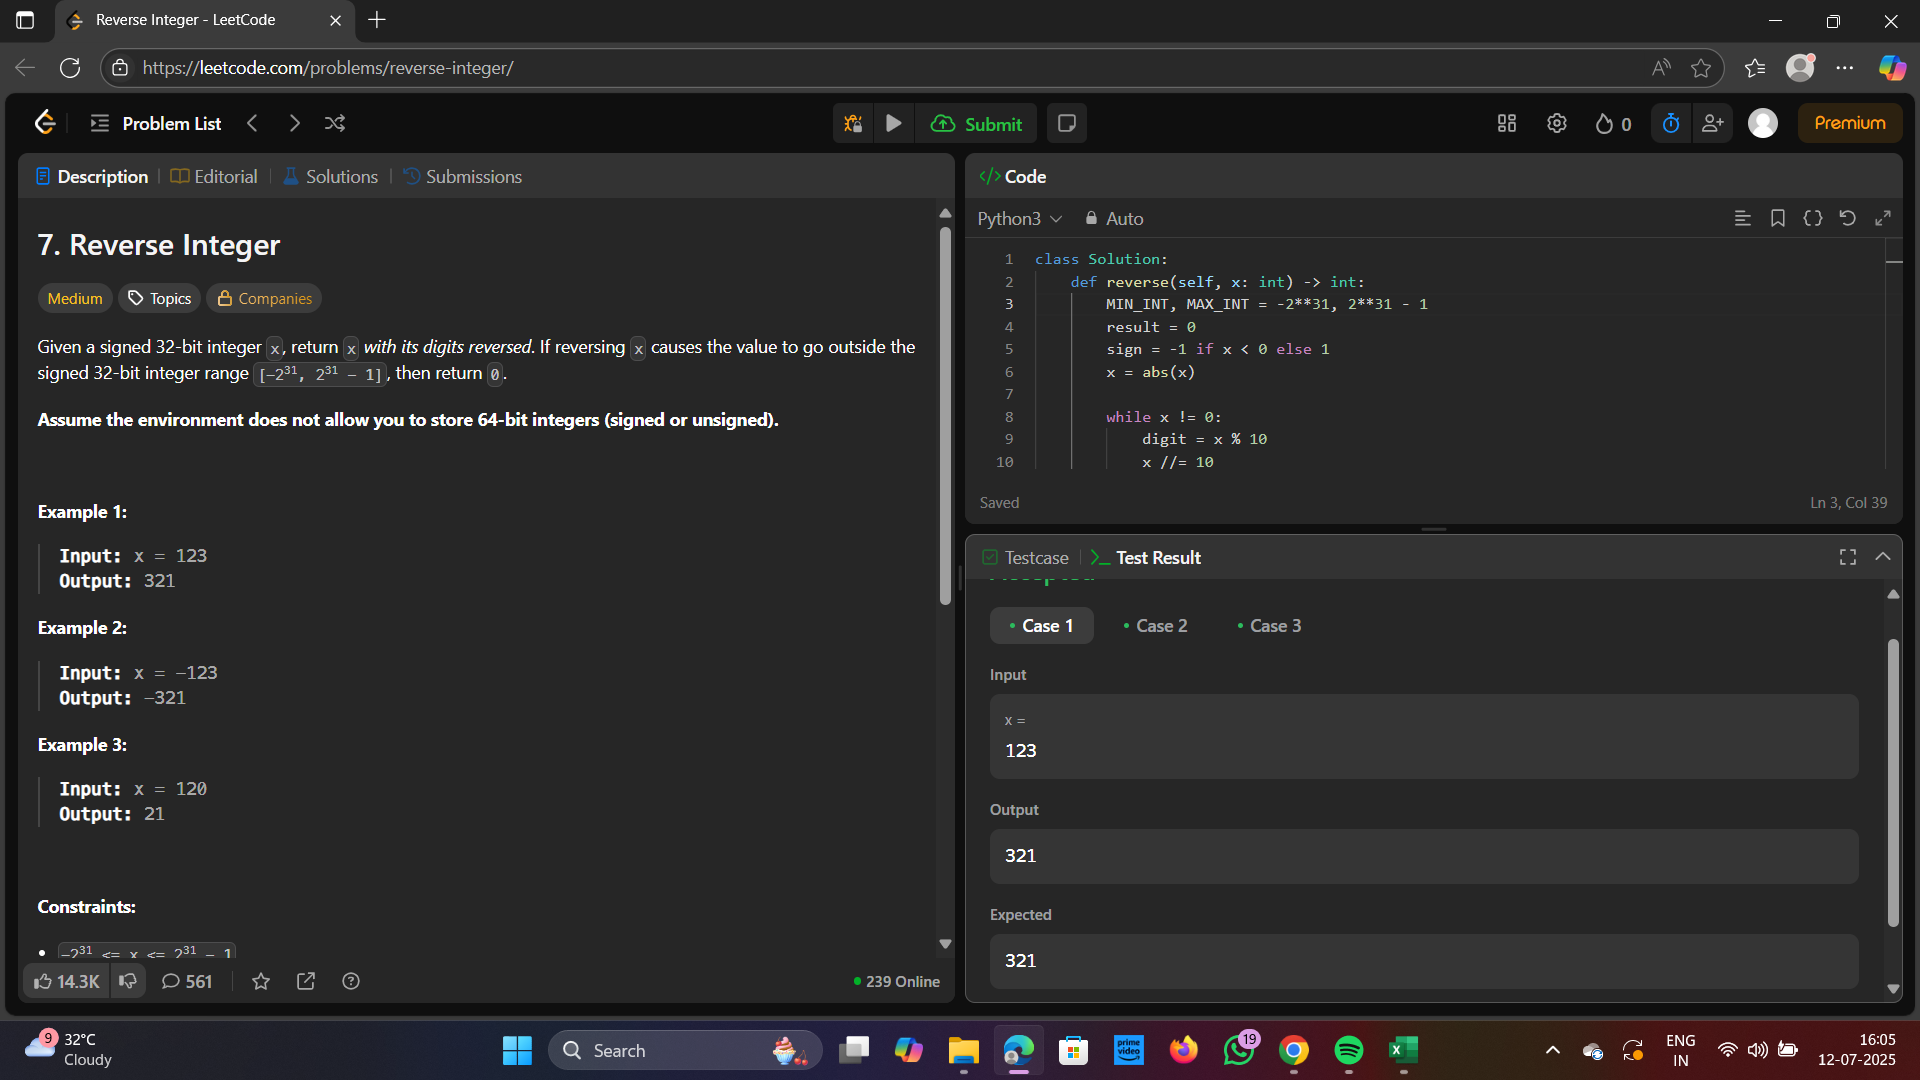 Reverse Integer - LeetCode
https://leetcode.com/problems/reverse-integer/
Problem List
Submit
0
Premium
Description
Editorial
Solutions
Submissions
7. Reverse Integer
Medium
Topics
Companies
Given a signed 32-bit integer x, return x with its digits reversed. If reversing x causes the value to go outside the
signed 32-bit integer range [−2³¹, 2³¹ − 1], then return 0.
Assume the environment does not allow you to store 64-bit integers (signed or unsigned).
Example 1:
Input: x = 123
Output: 321
Example 2:
Input: x = −123
Output: −321
Example 3:
Input: x = 120
Output: 21
Constraints:
−2³¹ <= x <= 2³¹ − 1
14.3K
561
239 Online
Code
Python3
Auto
1 class Solution:
2 def reverse(self, x: int) -> int:
3 MIN_INT, MAX_INT = -2**31, 2**31 - 1
4 result = 0
5 sign = -1 if x < 0 else 1
6 x = abs(x)
7
8 while x != 0:
9 digit = x % 10
10 x //= 10
Saved
Ln 3, Col 39
Testcase
Test Result
Accepted
Case 1
Case 2
Case 3
Input
x =
123
Output
321
Expected
321
9
32°C
Cloudy
Search
prime video
19
ENG
IN
16:05
12-07-2025